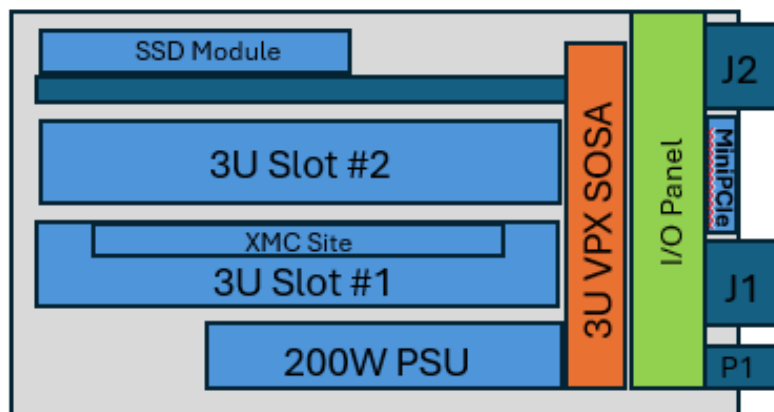 SSD Module
3U Slot #2
XMC Site
3U Slot #1
200W PSU
3U VPX SOSA
I/O Panel
J2
MiniPCIe
J1
P1